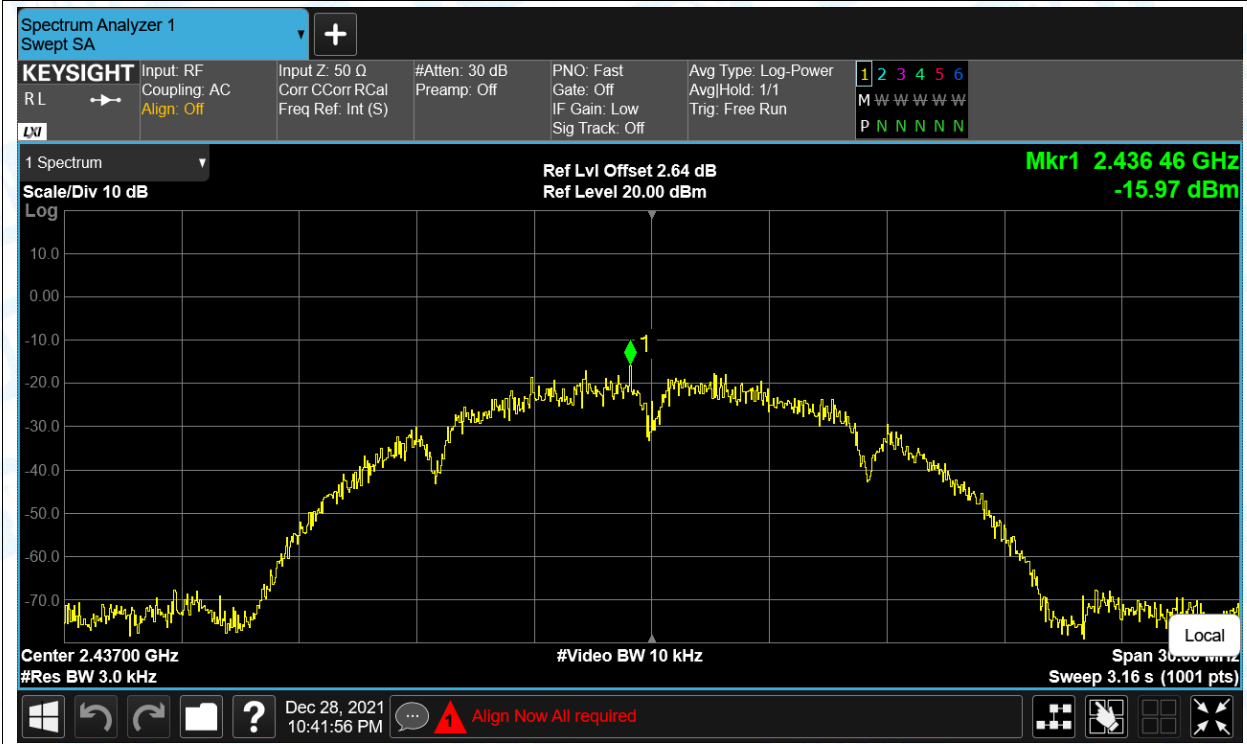 Spectrum Analyzer 1
Swept SA
KEYSIGHT
R L
LXI
Input: RF
Coupling: AC
Align: Off
Input Z: 50 Ω
Corr CCorr RCal
Freq Ref: Int (S)
#Atten: 30 dB
Preamp: Off
PNO: Fast
Gate: Off
IF Gain: Low
Sig Track: Off
Avg Type: Log-Power
Avg|Hold: 1/1
Trig: Free Run
1 2 3 4 5 6
M W W W W W
P N N N N N
1 Spectrum
Scale/Div 10 dB
Log
Ref Lvl Offset 2.64 dB
Ref Level 20.00 dBm
Mkr1 2.436 46 GHz
-15.97 dBm
10.0
0.00
-10.0
1
-20.0
-30.0
-40.0
-50.0
-60.0
-70.0
Local
Center 2.43700 GHz
#Video BW 10 kHz
Span 30.00 MHz
#Res BW 3.0 kHz
Sweep 3.16 s (1001 pts)
?
Dec 28, 2021
10:41:56 PM
1
Align Now All required